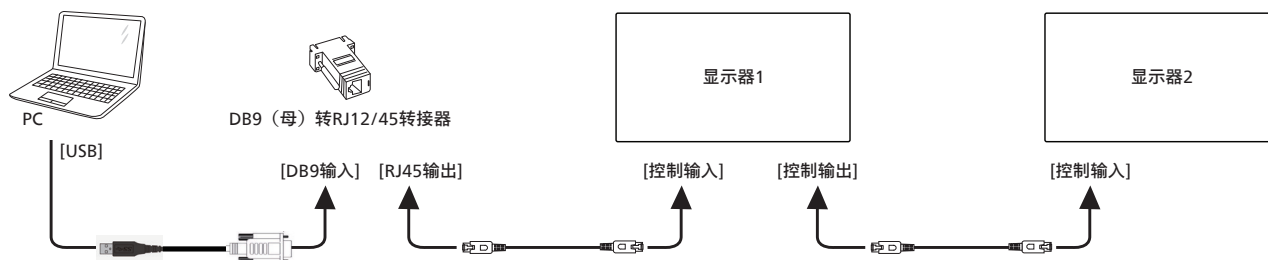 显示器1
显示器2
PC
DB9（母）转RJ12/45转接器
[USB]
[DB9输入]
[RJ45输出]
[控制输入]
[控制输出]
[控制输入]